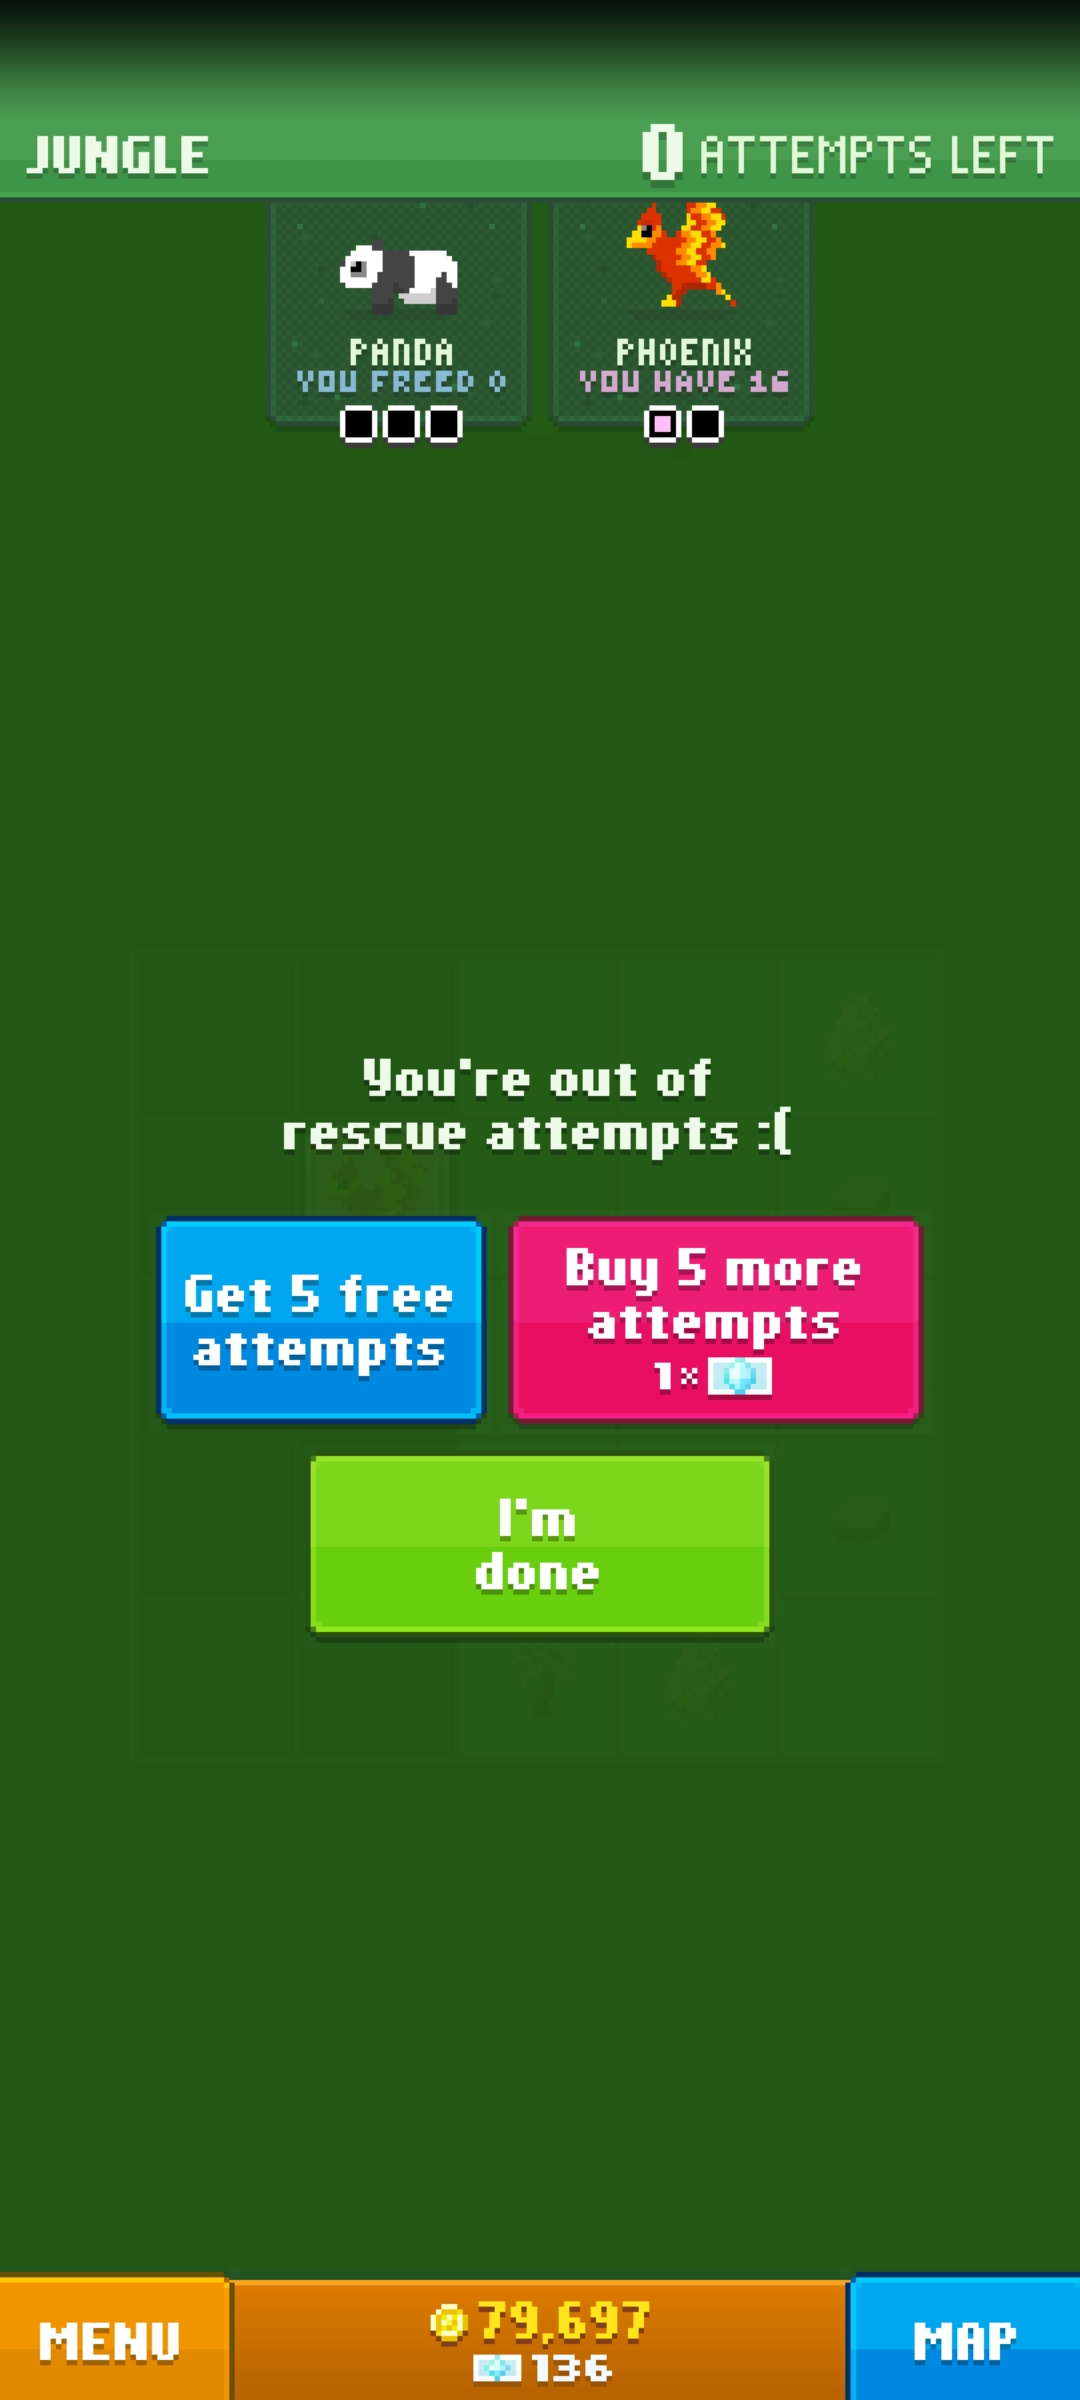 JUNGLE
0 ATTEMPTS LEFT
PANDA
YOU FREED 0
PHOENIX
YOU HAVE 16
You're out of
rescue attempts :(
Get 5 free
attempts
Buy 5 more
attempts
1×
I'm
done
MENU
79,697
136
MAP